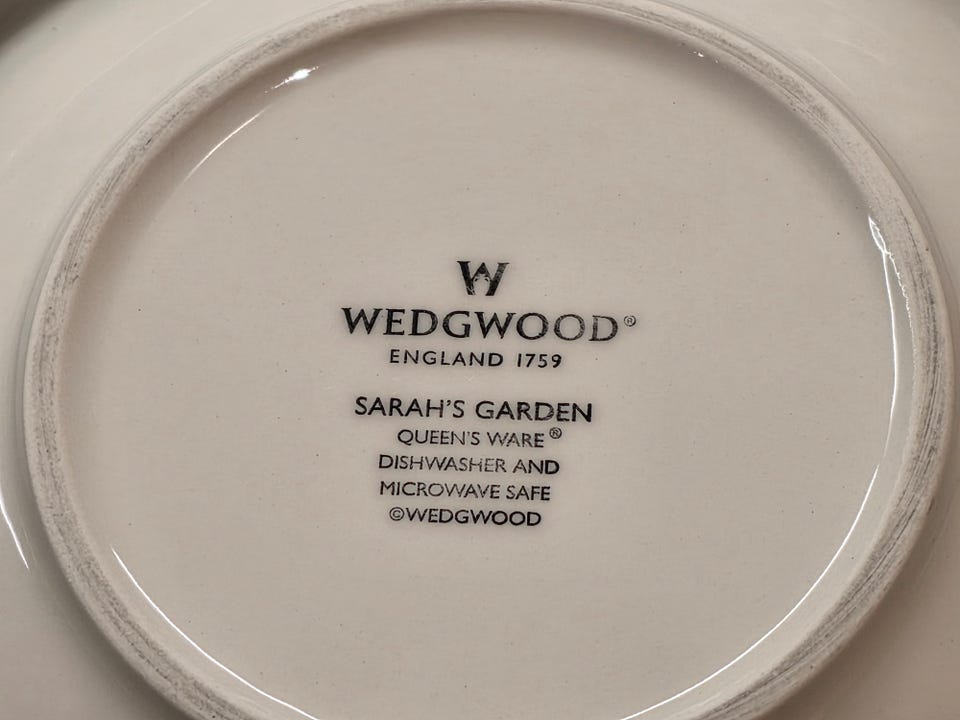 W
WEDGWOOD®
ENGLAND 1759
SARAH'S GARDEN
QUEEN'S WARE®
DISHWASHER AND
MICROWAVE SAFE
©WEDGWOOD